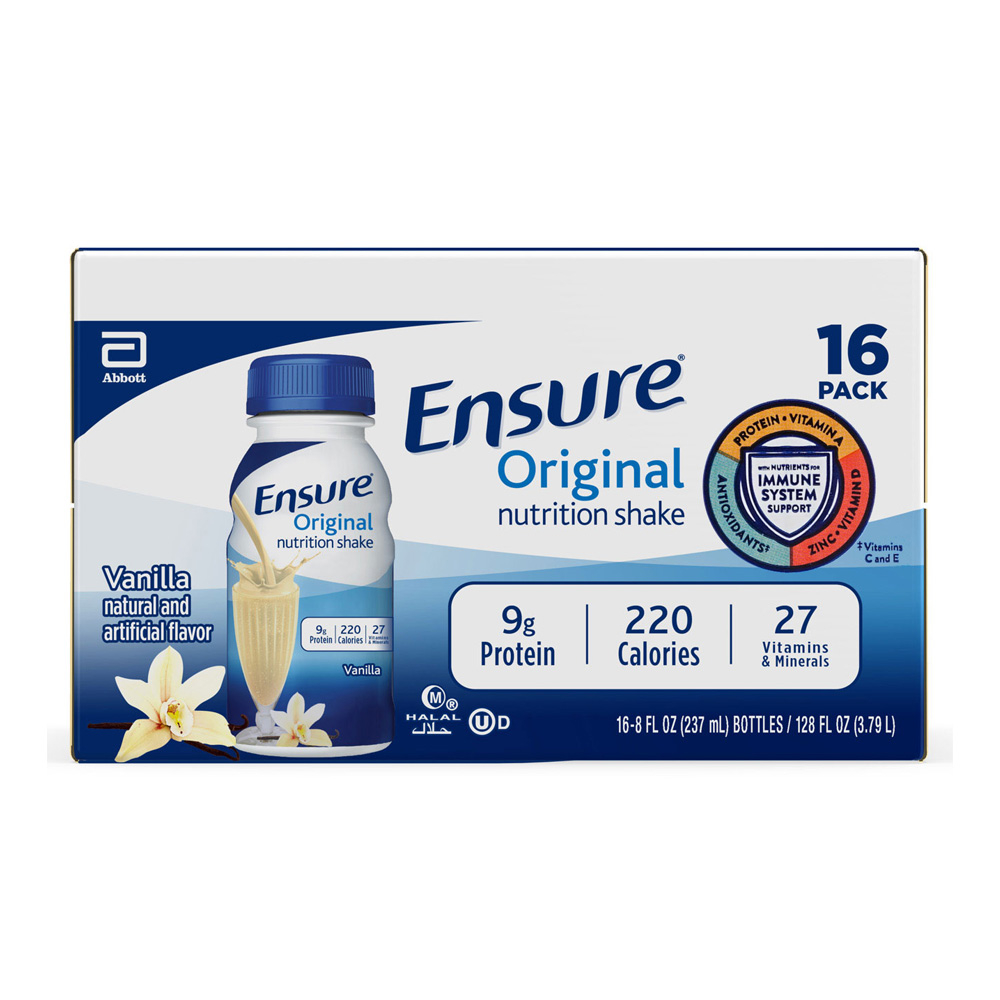 Abbott
16
PACK
Ensure®
Original
nutrition shake
PROTEIN • VITAMIN A
ZINC • VITAMIN D
ANTIOXIDANTS‡
WITH NUTRIENTS FOR
IMMUNE
SYSTEM
SUPPORT
‡Vitamins
C and E
Ensure®
Original
nutrition shake
9g
Protein
220
Calories
27
Vitamins
& Minerals
Vanilla
Vanilla
natural and
artificial flavor
9g
Protein
220
Calories
27
Vitamins
& Minerals
M ®
HALAL
حلال
U D
16-8 FL OZ (237 mL) BOTTLES / 128 FL OZ (3.79 L)